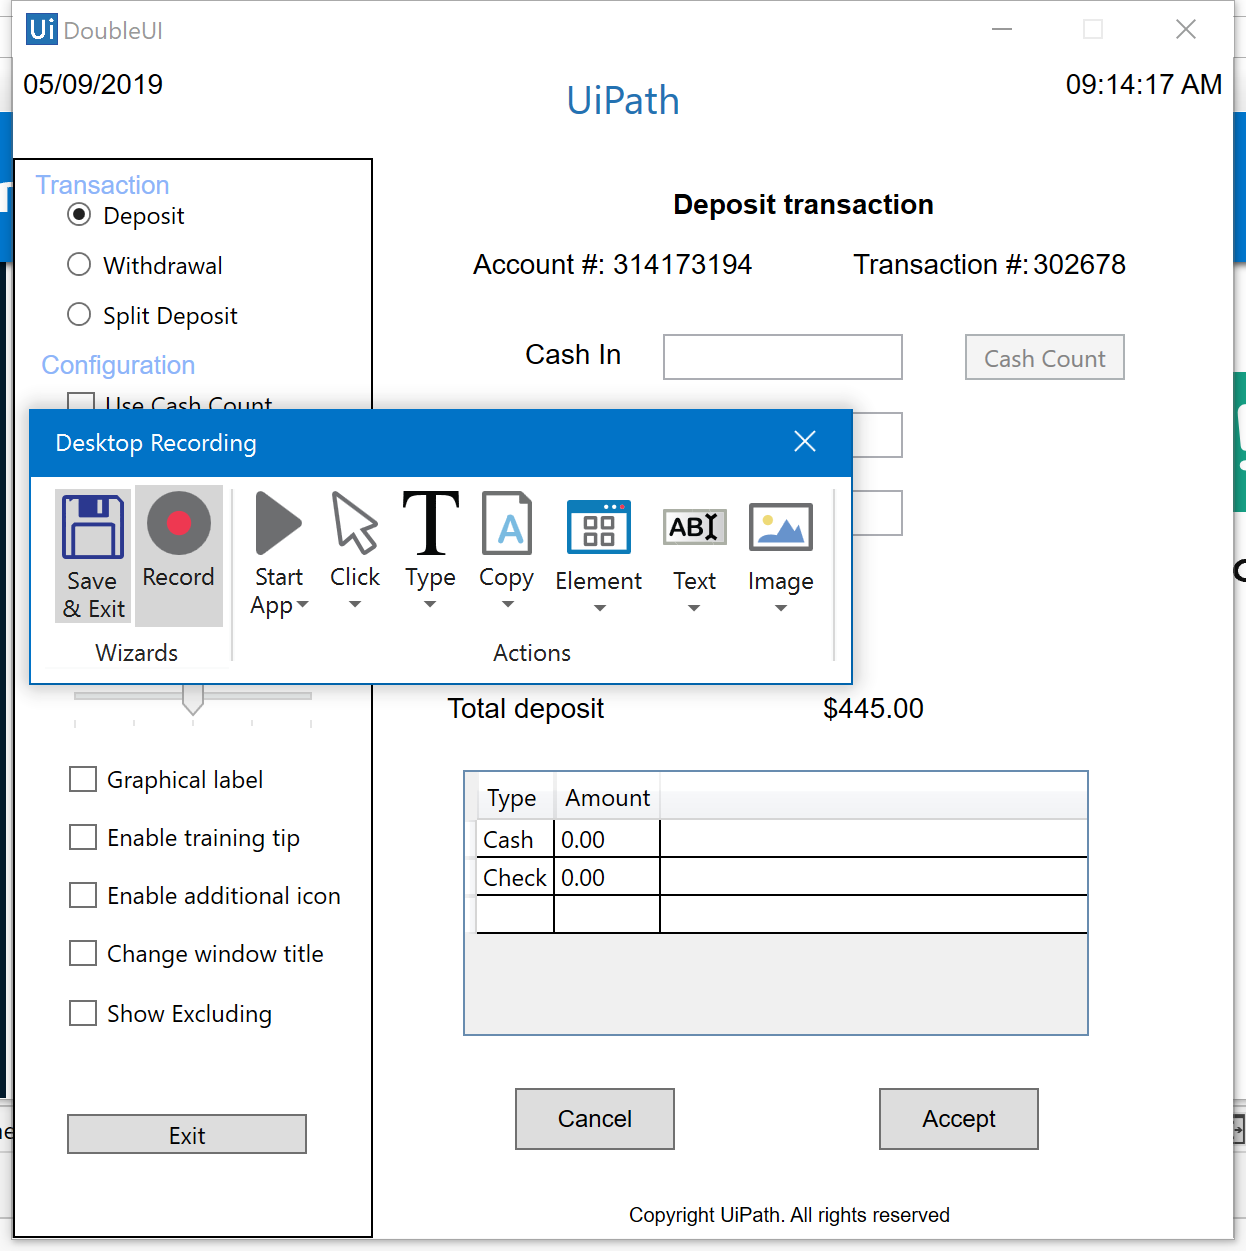 Ui DoubleUI
05/09/2019
09:14:17 AM
UiPath
Transaction
Deposit
Withdrawal
Split Deposit
Configuration
Use Cash Count
Deposit transaction
Account #: 314173194
Transaction #: 302678
Cash In
Cash Count
Desktop Recording
Save & Exit
Record
Start App
Click
Type
Copy
Element
Text
Image
Wizards
Actions
Total deposit
$445.00
Type Amount
Cash 0.00
Check 0.00
Graphical label
Enable training tip
Enable additional icon
Change window title
Show Excluding
Exit
Cancel
Accept
Copyright UiPath. All rights reserved